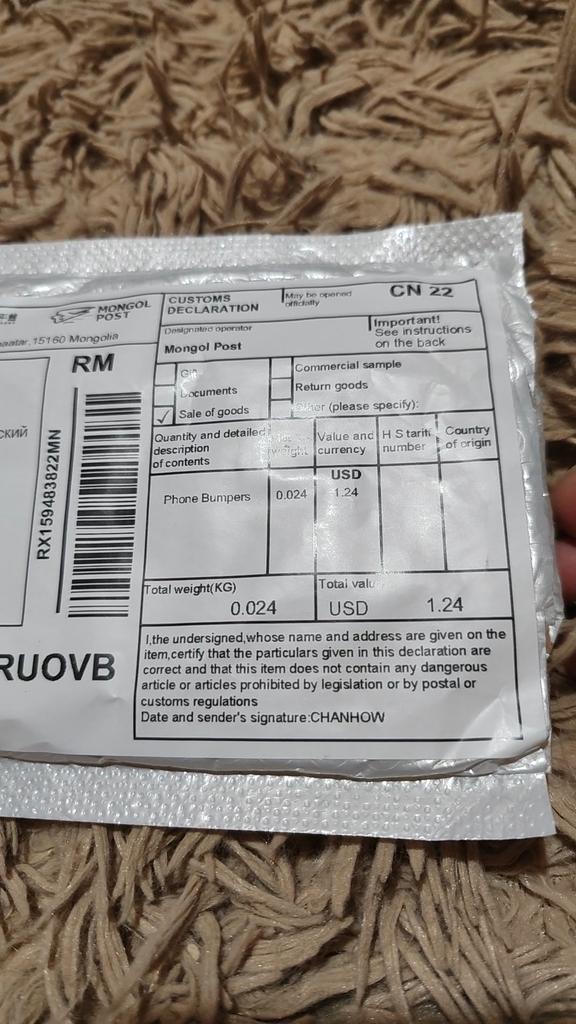 MONGOL
POST
15160 Mongolia
RM
СКИЙ
RX159483822MN
RUOVB
CUSTOMS
DECLARATION
May be opened
officially
CN 22
Designated operator
Mongol Post
Important!
See instructions
on the back
Commercial sample
Documents
Return goods
✓ Sale of goods
Other (please specify):
Quantity and detailed
description
of contents
weight
Value and
currency
H S tarif
number
Country
of origin
USD
Phone Bumpers
0.024
1.24
Total weight(KG)
0.024
Total valu
USD
1.24
I,the undersigned,whose name and address are given on the
item,certify that the particulars given in this declaration are
correct and that this item does not contain any dangerous
article or articles prohibited by legislation or by postal or
customs regulations
Date and sender's signature:CHANHOW